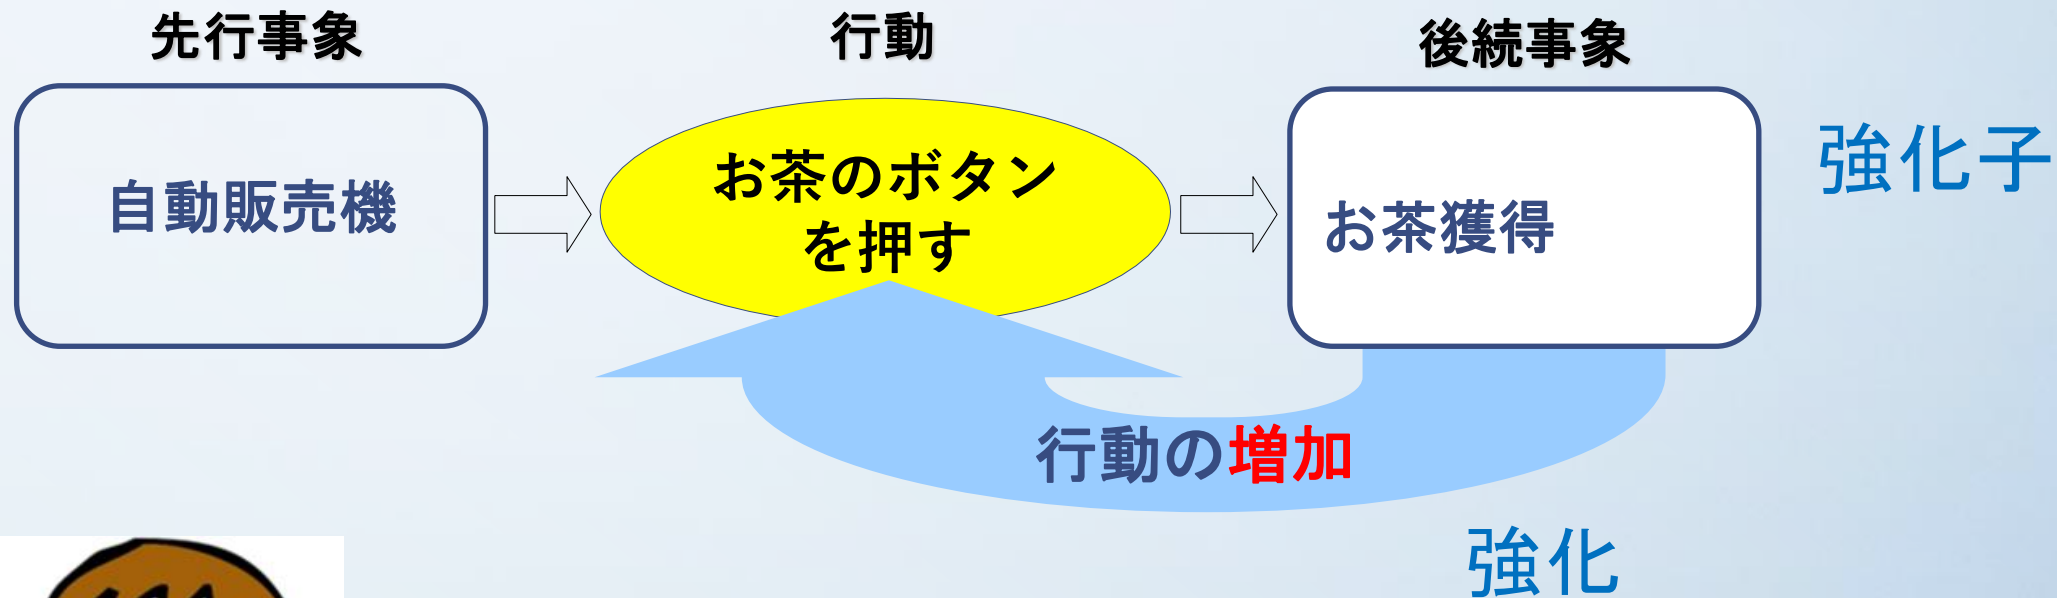 先行事象
行動
後続事象
自動販売機
お茶のボタン
を押す
お茶獲得
強化子
行動の増加
強化